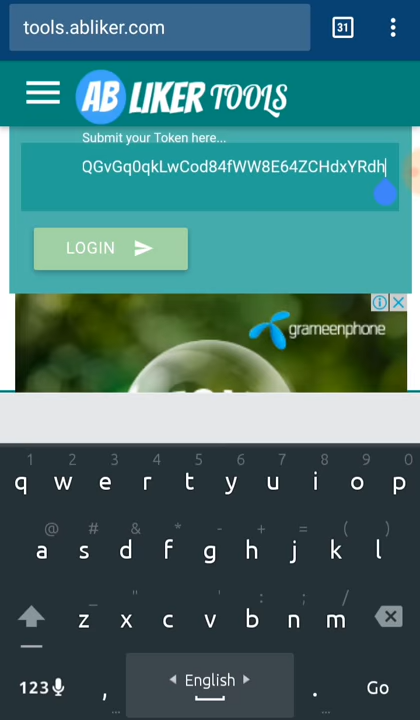 tools.abliker.com
31
AB LIKER TOOLS
Submit your Token here...
QGvGq0qkLwCod84fWW8E64ZCHdxYRdh
LOGIN
grameenphone
1 2 3 4 5 6 7 8 9 0
q w e r t y u i o p
@ # & * - + = ( )
a s d f g h j k l
_ " ' : ; /
z x c v b n m
123 , English . Go
... ...